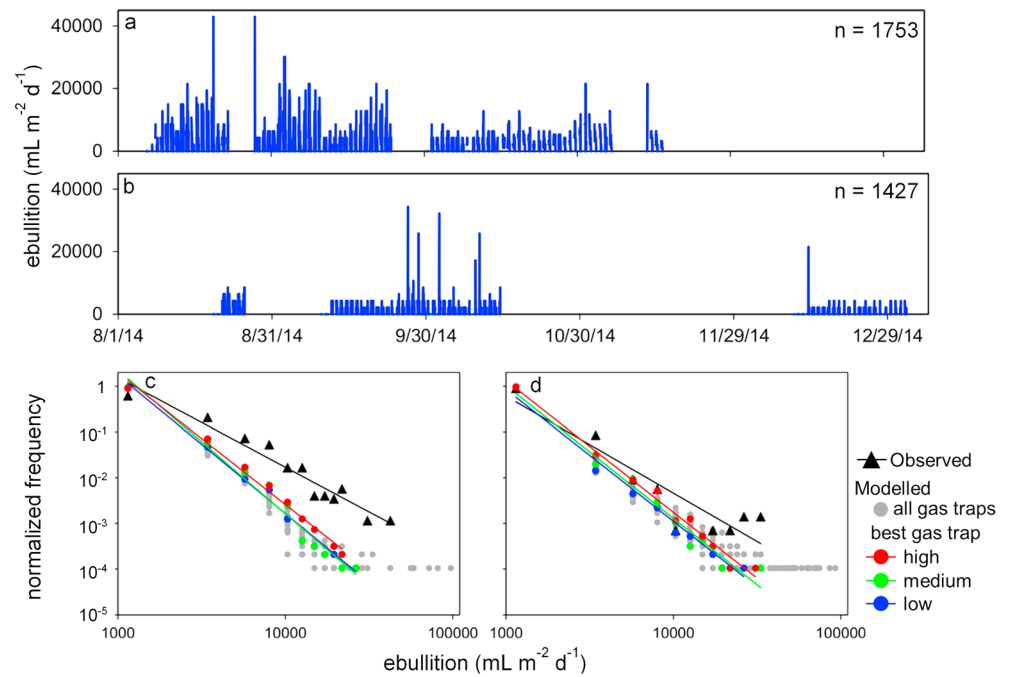 a
n = 1753
40000
20000
0
ebullition (mL m-2 d-1)
b
n = 1427
40000
20000
0
8/1/14 8/31/14 9/30/14 10/30/14 11/29/14 12/29/14
c
1
10-1
10-2
10-3
10-4
10-5
normalized frequency
1000 10000 100000
d
1000 10000 100000
ebullition (mL m-2 d-1)
Observed
Modelled
all gas traps
best gas trap
high
medium
low